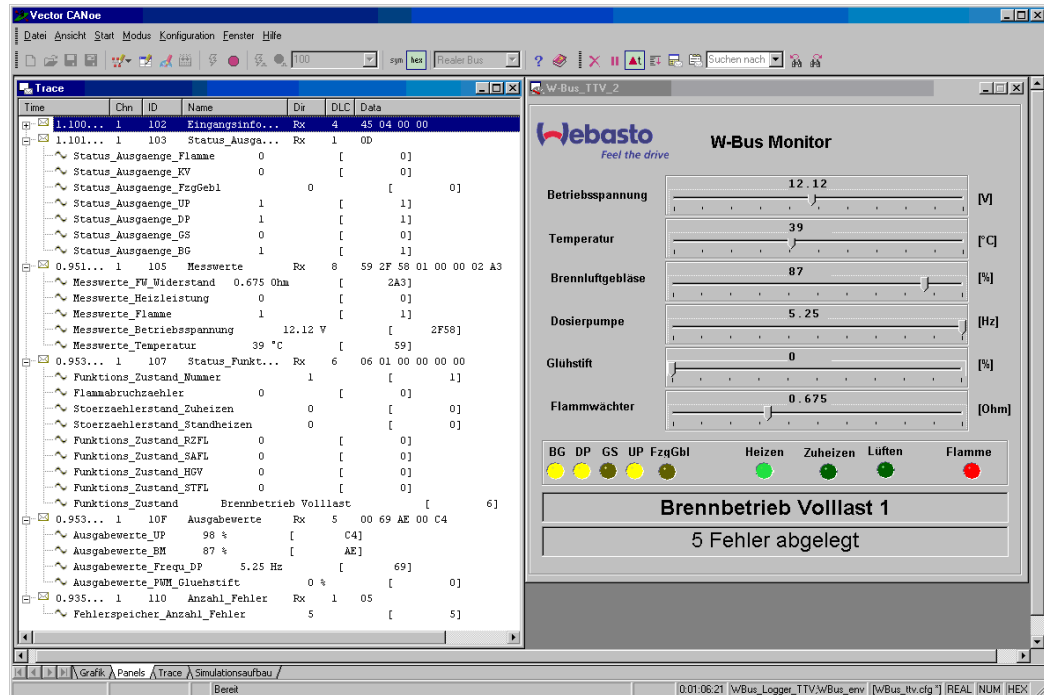 Vector CANoe
Datei Ansicht Start Modus Konfiguration Fenster Hilfe
100 sym hex Realer Bus ? Δt Suchen nach
Trace
Time Chn ID Name Dir DLC Data
1.100... 1 102 Eingangsinfo... Rx 4 45 04 00 00
1.101... 1 103 Status_Ausga... Rx 1 0D
Status_Ausgaenge_Flamme 0 [ 0]
Status_Ausgaenge_KV 0 [ 0]
Status_Ausgaenge_FzgGebl 0 [ 0]
Status_Ausgaenge_UP 1 [ 1]
Status_Ausgaenge_DP 1 [ 1]
Status_Ausgaenge_GS 0 [ 0]
Status_Ausgaenge_BG 1 [ 1]
0.951... 1 105 Messwerte Rx 8 59 2F 58 01 00 00 02 A3
Messwerte_FW_Widerstand 0.675 Ohm [ 2A3]
Messwerte_Heizleistung 0 [ 0]
Messwerte_Flamme 1 [ 1]
Messwerte_Betriebsspannung 12.12 V [ 2F58]
Messwerte_Temperatur 39 °C [ 59]
0.953... 1 107 Status_Funkt... Rx 6 06 01 00 00 00 00
Funktions_Zustand_Nummer 1 [ 1]
Flammabruchzaehler 0 [ 0]
Stoerzaehlerstand_Zuheizen 0 [ 0]
Stoerzaehlerstand_Standheizen 0 [ 0]
Funktions_Zustand_RZFL 0 [ 0]
Funktions_Zustand_SAFL 0 [ 0]
Funktions_Zustand_HGV 0 [ 0]
Funktions_Zustand_STFL 0 [ 0]
Funktions_Zustand Brennbetrieb Volllast [ 6]
0.953... 1 10F Ausgabewerte Rx 5 00 69 AE 00 C4
Ausgabewerte_UP 98 % [ C4]
Ausgabewerte_BM 87 % [ AE]
Ausgabewerte_Frequ_DP 5.25 Hz [ 69]
Ausgabewerte_PWM_Gluehstift 0 % [ 0]
0.935... 1 110 Anzahl_Fehler Rx 1 05
Fehlerspeicher_Anzahl_Fehler 5 [ 5]
W-Bus_TTV_2
Webasto
Feel the drive
W-Bus Monitor
Betriebsspannung 12.12 [V]
Temperatur 39 [°C]
Brennluftgebläse 87 [%]
Dosierpumpe 5.25 [Hz]
Glühstift 0 [%]
Flammwächter 0.675 [Ohm]
BG DP GS UP FzgGbl Heizen Zuheizen Lüften Flamme
Brennbetrieb Volllast 1
5 Fehler abgelegt
Grafik Panels Trace Simulationsaufbau
Bereit 0:01:06:21 WBus_Logger_TTV;WBus_env [WBus_ttv.cfg *] REAL NUM HEX